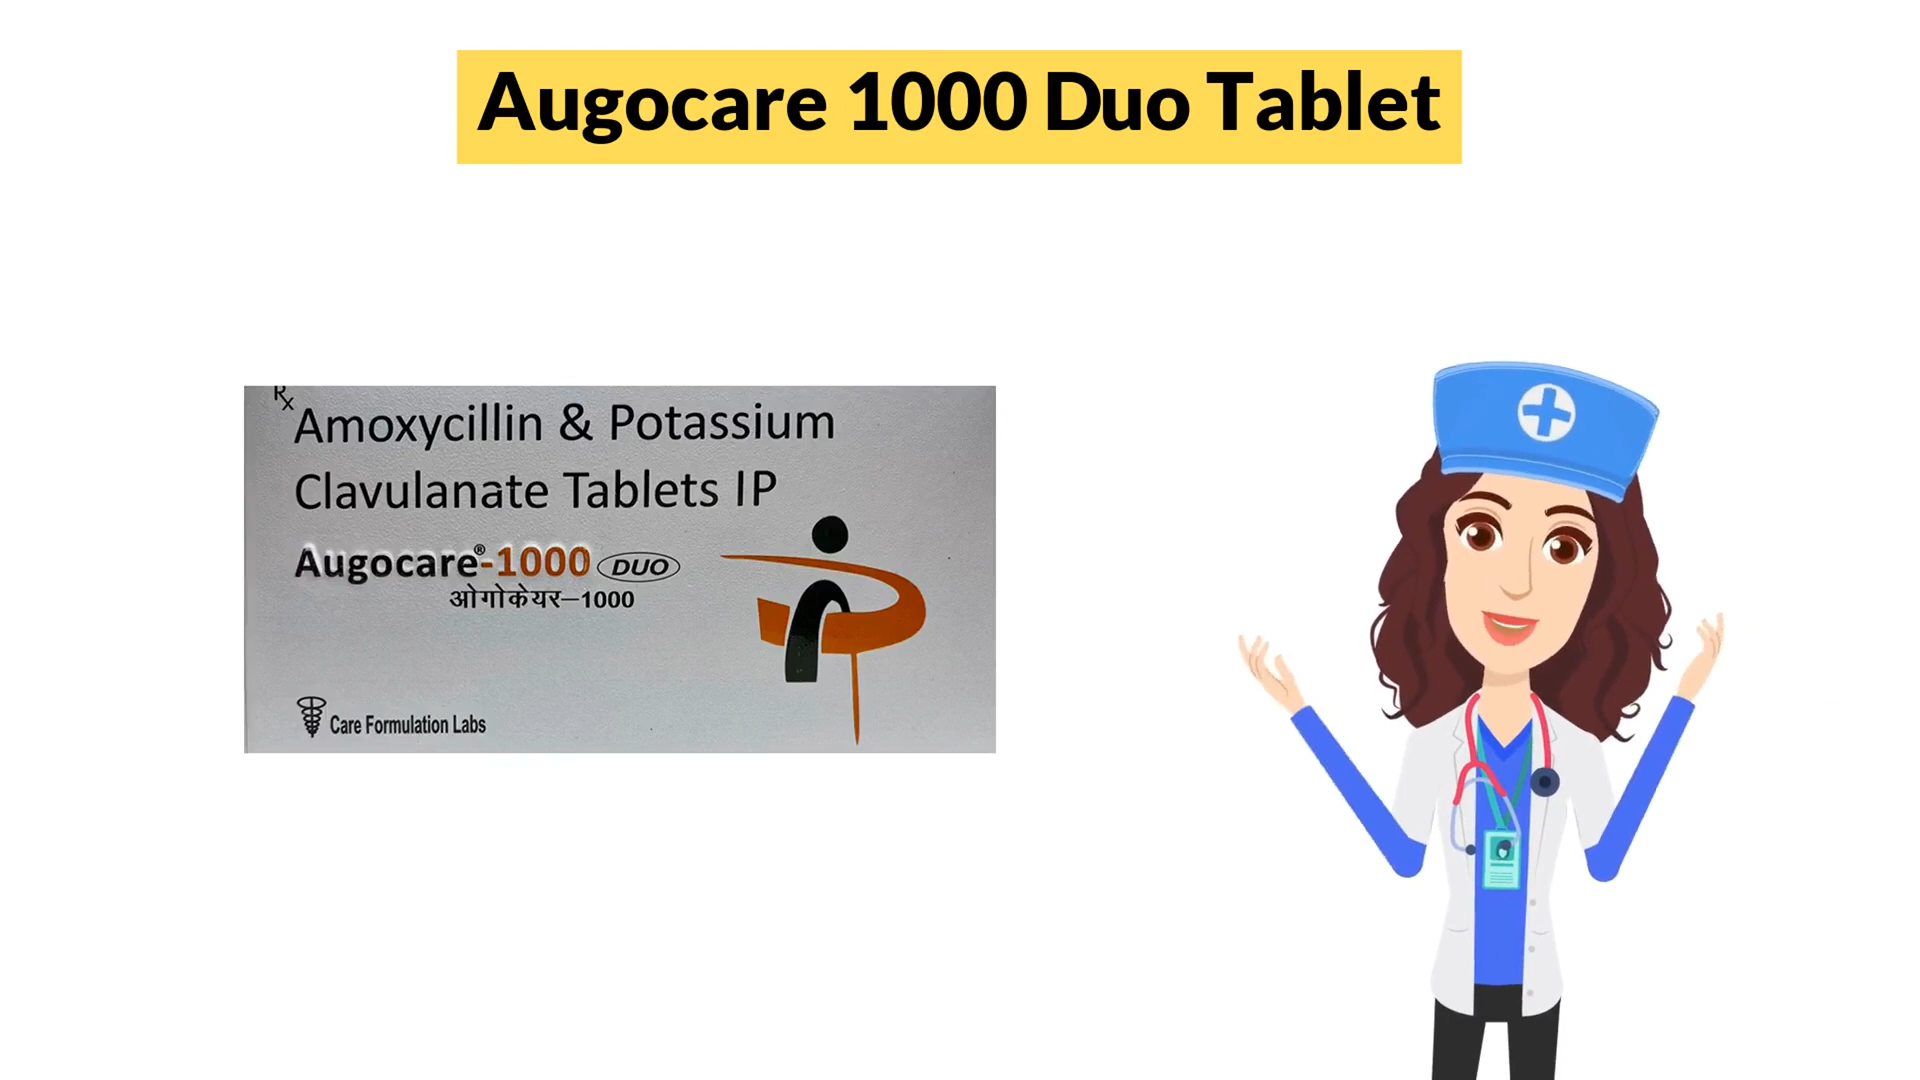 Augocare 1000 Duo Tablet
Rx
Amoxycillin & Potassium
Clavulanate Tablets IP
Augocare®-1000 DUO
ओगोकेयर–1000
Care Formulation Labs